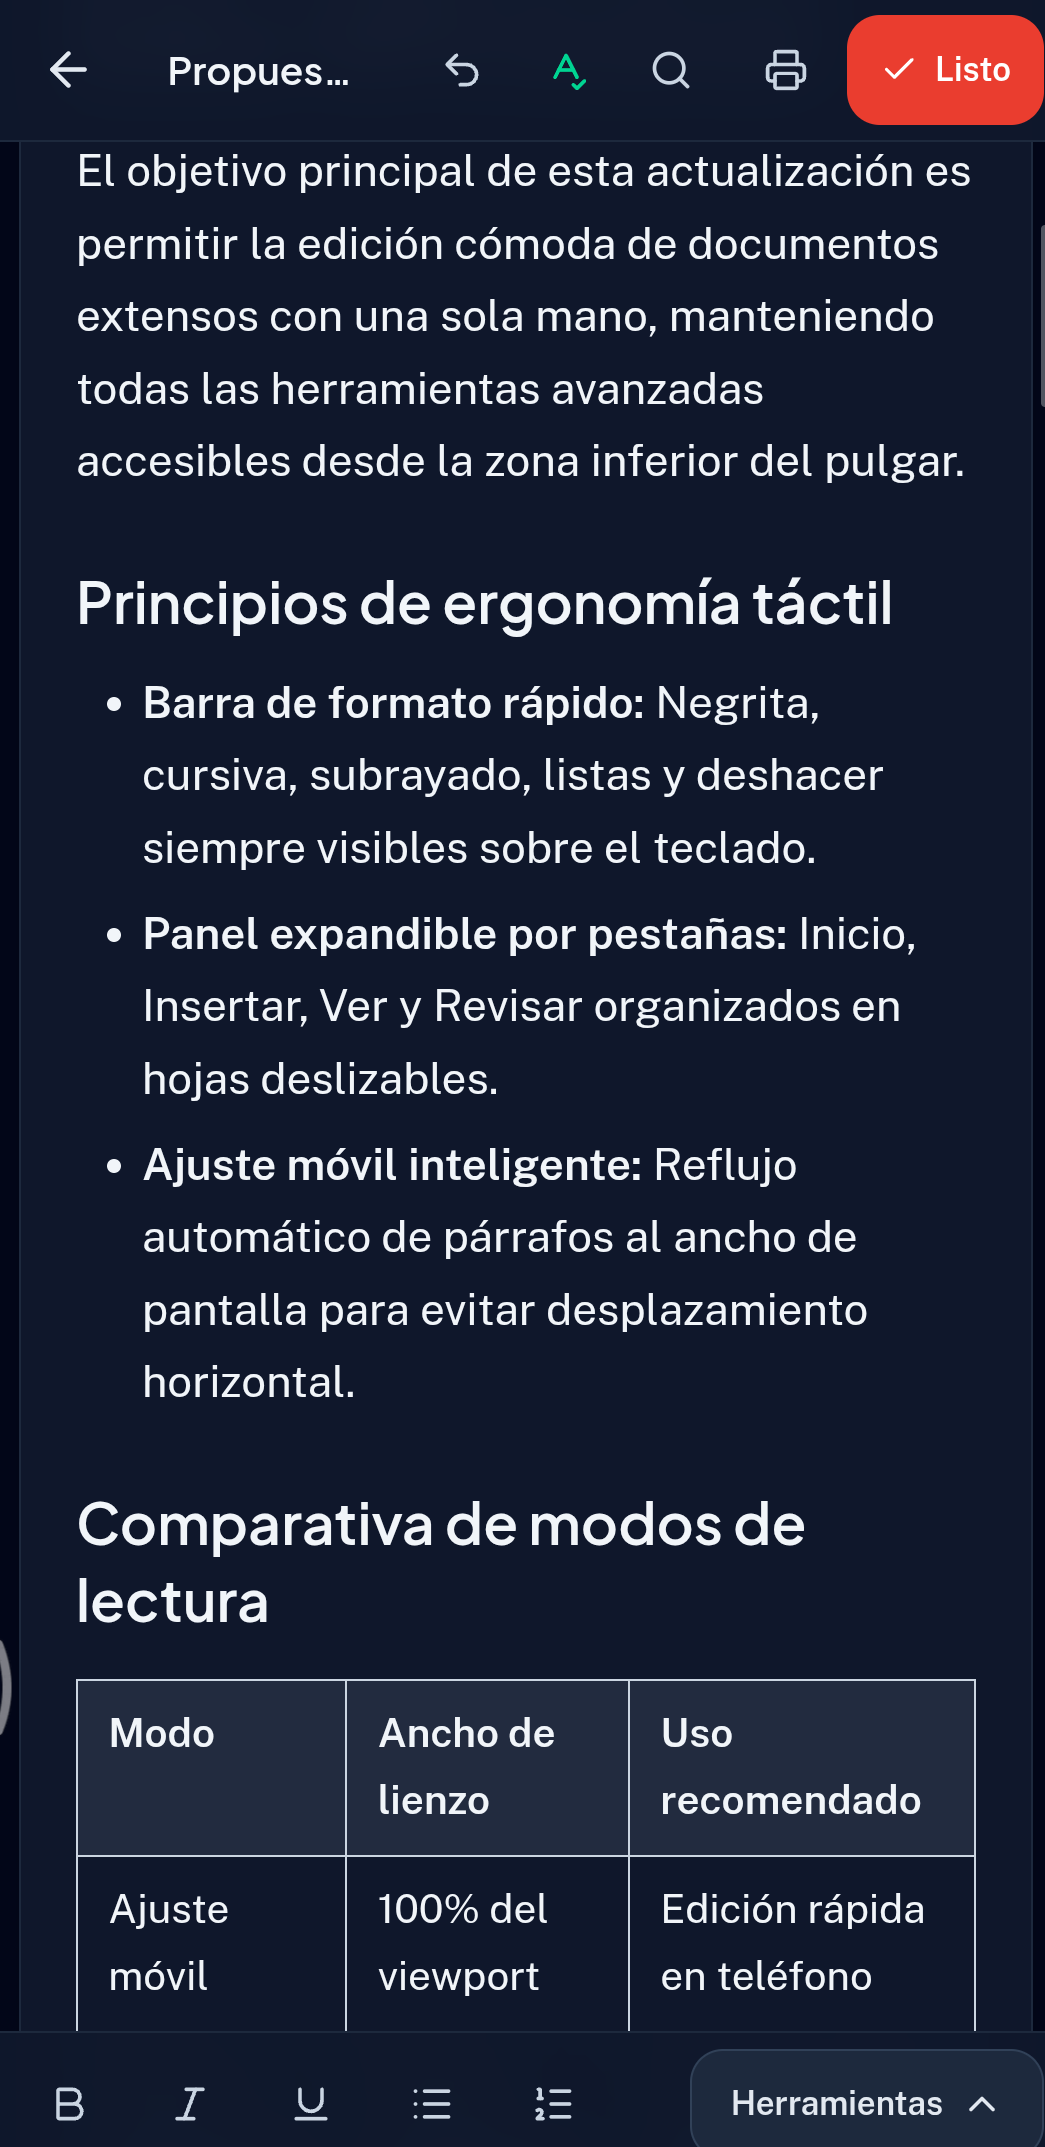 Propues...
Listo
El objetivo principal de esta actualización es
permitir la edición cómoda de documentos
extensos con una sola mano, manteniendo
todas las herramientas avanzadas
accesibles desde la zona inferior del pulgar.
Principios de ergonomía táctil
• Barra de formato rápido: Negrita,
cursiva, subrayado, listas y deshacer
siempre visibles sobre el teclado.
• Panel expandible por pestañas: Inicio,
Insertar, Ver y Revisar organizados en
hojas deslizables.
• Ajuste móvil inteligente: Reflujo
automático de párrafos al ancho de
pantalla para evitar desplazamiento
horizontal.
Comparativa de modos de
lectura
Modo
Ancho de
lienzo
Uso
recomendado
Ajuste
móvil
100% del
viewport
Edición rápida
en teléfono
Herramientas